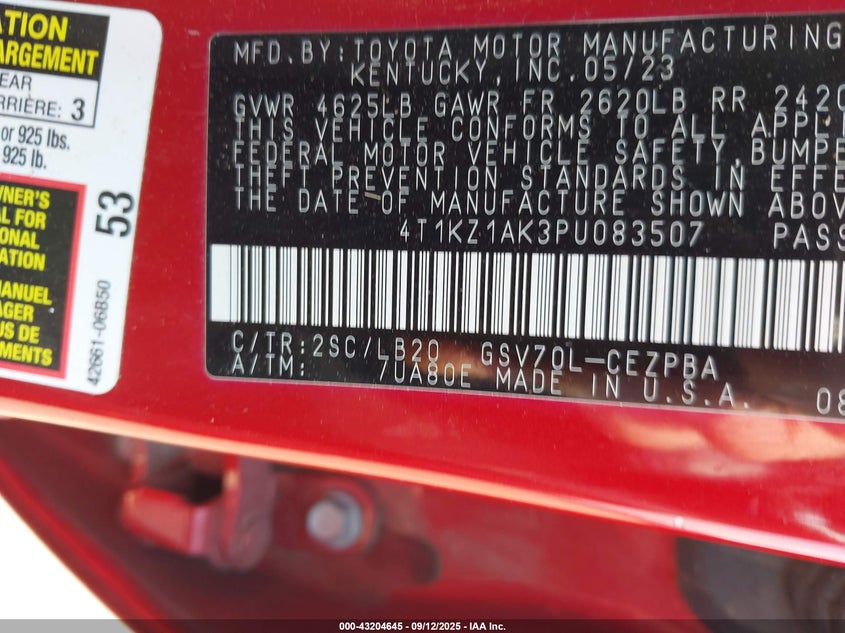 ATION
ARGEMENT
EAR
RRIÈRE: 3
or 925 lbs.
925 lb.
WNER'S
AL FOR
IONAL
ATION
MANUEL
AGER
US DE
EMENTS
53
42661-06B50
MFD.BY:TOYOTA MOTOR MANUFACTURING
KENTUCKY, INC.05/23
GVWR 4625LB GAWR FR 2620LB RR 2420
THIS VEHICLE CONFORMS TO ALL APPLI
FEDERAL MOTOR VEHICLE SAFETY,BUMPE
THEFT PREVENTION STANDARDS IN EFFE
THE DATE OF MANUFACTURE SHOWN ABOV
4T1KZ1AK3PU083507 PASS
C/TR:2SC/LB20 GSV70L-CEZPBA
A/TM: 7UA80E MADE IN U.S.A. 08
000-43204645 - 09/12/2025 - IAA Inc.